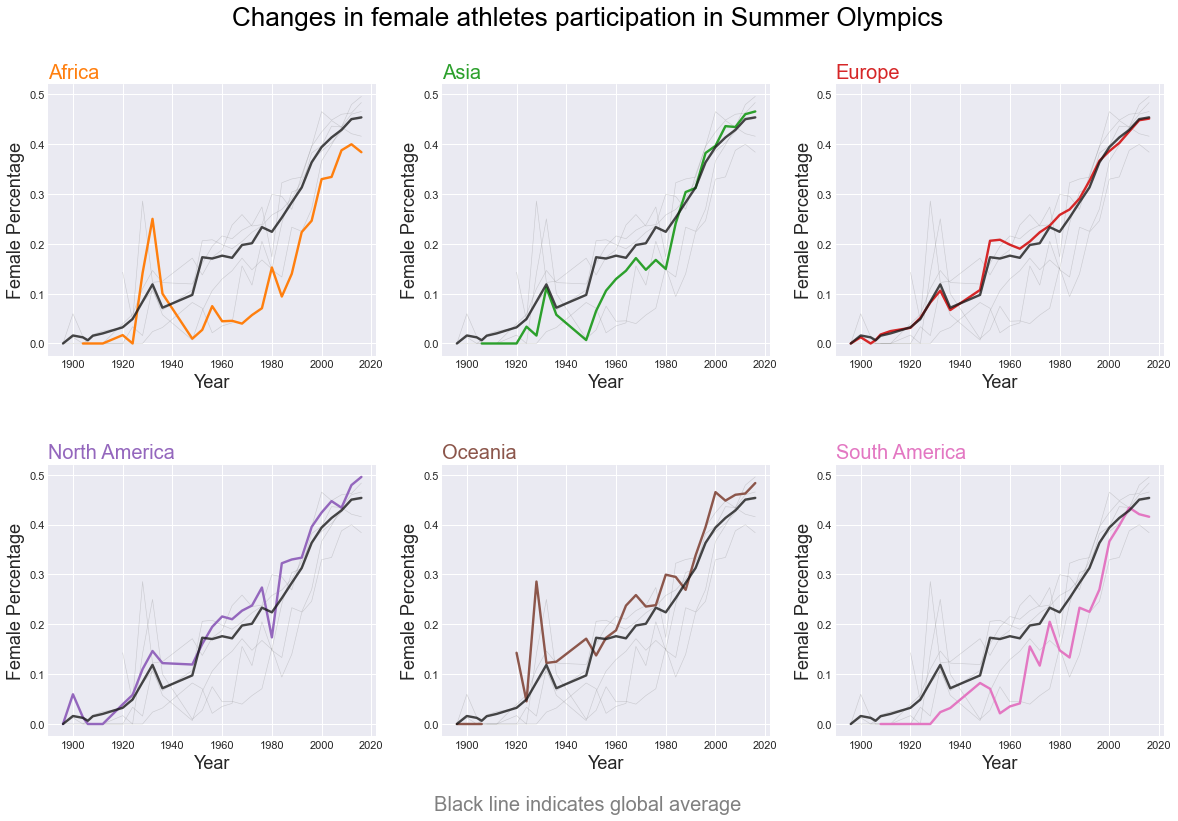 Changes in female athletes participation in Summer Olympics
Africa
0.5
0.4
0.3
0.2
0.1
0.0
Female Percentage
1900 1920 1940 1960 1980 2000 2020
Year
Asia
0.5
0.4
0.3
0.2
0.1
0.0
Female Percentage
1900 1920 1940 1960 1980 2000 2020
Year
Europe
0.5
0.4
0.3
0.2
0.1
0.0
Female Percentage
1900 1920 1940 1960 1980 2000 2020
Year
North America
0.5
0.4
0.3
0.2
0.1
0.0
Female Percentage
1900 1920 1940 1960 1980 2000 2020
Year
Oceania
0.5
0.4
0.3
0.2
0.1
0.0
Female Percentage
1900 1920 1940 1960 1980 2000 2020
Year
South America
0.5
0.4
0.3
0.2
0.1
0.0
Female Percentage
1900 1920 1940 1960 1980 2000 2020
Year
Black line indicates global average